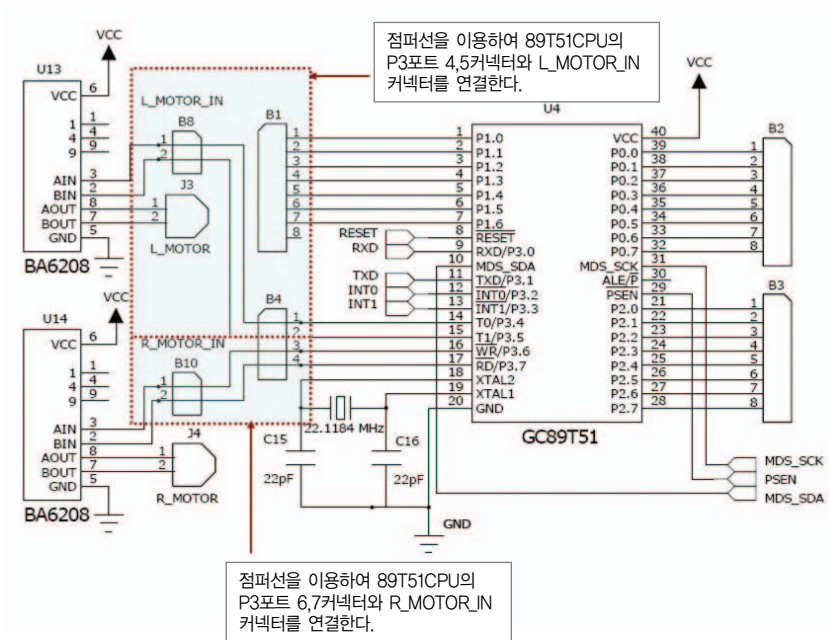 점퍼선을 이용하여 89T51CPU의
P3포트 4,5커넥터와 L_MOTOR_IN
커넥터를 연결한다.
VCC
U13
6
VCC
1
1
4
4
9
9
AIN
3
BIN
2
AOUT
8
BOUT
7
GND
5
BA6208
L_MOTOR_IN
B8
1
2
J3
1
2
L_MOTOR
B1
1
2
3
4
5
6
7
8
VCC
U4
1
P1.0
2
P1.1
3
P1.2
4
P1.3
5
P1.4
6
P1.5
7
P1.6
8
RESET
9
RXD/P3.0
10
MDS_SDA
11
TXD/P3.1
12
INT0/P3.2
13
INT1/P3.3
14
T0/P3.4
15
T1/P3.5
16
WR/P3.6
17
RD/P3.7
18
XTAL2
19
XTAL1
20
GND
VCC
40
P0.0
39
P0.1
38
P0.2
37
P0.3
36
P0.4
35
P0.5
34
P0.6
33
P0.7
32
MDS_SCK
31
ALE/P
30
PSEN
29
P2.0
21
P2.1
22
P2.2
23
P2.3
24
P2.4
25
P2.5
26
P2.6
27
P2.7
28
GC89T51
B2
1
2
3
4
5
6
7
8
B3
1
2
3
4
5
6
7
8
RESET
RXD
TXD
INT0
INT1
VCC
U14
6
VCC
1
1
4
4
9
9
AIN
3
BIN
2
AOUT
8
BOUT
7
GND
5
BA6208
R_MOTOR_IN
B10
1
2
J4
1
2
R_MOTOR
B4
1
2
3
4
22.1184 MHz
C15
22pF
C16
22pF
GND
MDS_SCK
PSEN
MDS_SDA
점퍼선을 이용하여 89T51CPU의
P3포트 6,7커넥터와 R_MOTOR_IN
커넥터를 연결한다.